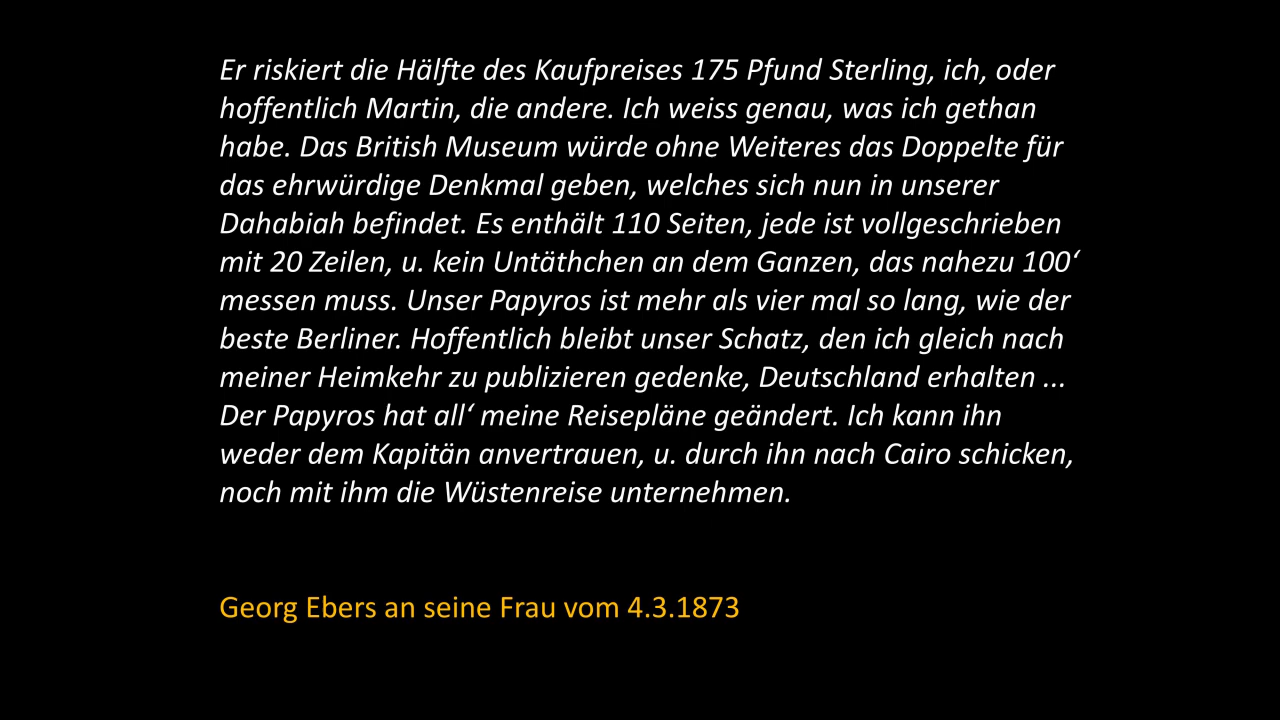 Er riskiert die Hälfte des Kaufpreises 175 Pfund Sterling, ich, oder
hoffentlich Martin, die andere. Ich weiss genau, was ich gethan
habe. Das British Museum würde ohne Weiteres das Doppelte für
das ehrwürdige Denkmal geben, welches sich nun in unserer
Dahabiah befindet. Es enthält 110 Seiten, jede ist vollgeschrieben
mit 20 Zeilen, u. kein Untäthchen an dem Ganzen, das nahezu 100‘
messen muss. Unser Papyros ist mehr als vier mal so lang, wie der
beste Berliner. Hoffentlich bleibt unser Schatz, den ich gleich nach
meiner Heimkehr zu publizieren gedenke, Deutschland erhalten ...
Der Papyros hat all‘ meine Reisepläne geändert. Ich kann ihn
weder dem Kapitän anvertrauen, u. durch ihn nach Cairo schicken,
noch mit ihm die Wüstenreise unternehmen.
Georg Ebers an seine Frau vom 4.3.1873